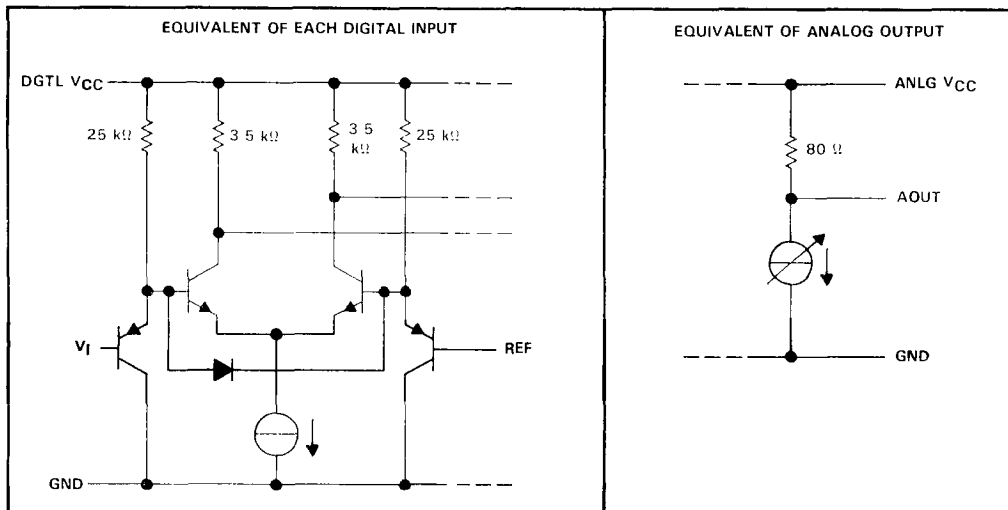 EQUIVALENT OF EACH DIGITAL INPUT
DGTL VCC
25 kΩ
3 5 kΩ
3 5
kΩ
25 kΩ
VI
REF
GND
EQUIVALENT OF ANALOG OUTPUT
ANLG VCC
80 Ω
AOUT
GND